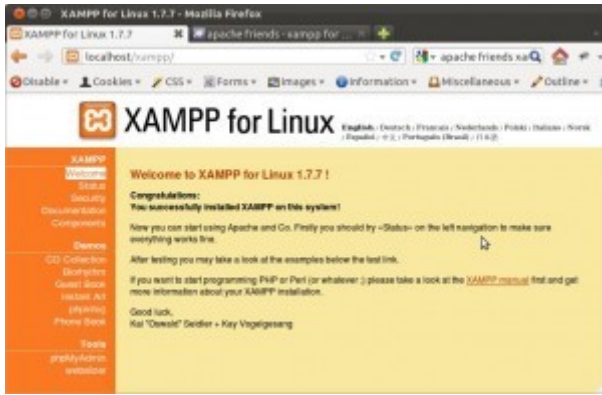 XAMPP for Linux 1.7.7 - Mozilla Firefox
XAMPP for Linux 1.7.7
apache friends - xampp for ...
localhost/xampp/
apache friends xa
Disable
Cookies
CSS
Forms
Images
Information
Miscellaneous
Outline
XAMPP for Linux
English / Deutsch / Francais / Nederlands / Polski / Italiano / Norsk
/ Español / 中文 / Português (Brasil) / 日本語
XAMPP
Welcome
Status
Security
Documentation
Components
Demos
CD Collection
Biorhythm
Guest Book
Instant Art
phpinfo()
Phone Book
Tools
phpMyAdmin
webalizer
Welcome to XAMPP for Linux 1.7.7 !
Congratulations:
You successfully installed XAMPP on this system!
Now you can start using Apache and Co. Firstly you should try »Status« on the left navigation to make sure
everything works fine.
After testing you may take a look at the examples below the test link.
If you want to start programming PHP or Perl (or whatever ;) please take a look at the XAMPP manual first and get
more information about your XAMPP installation.
Good luck,
Kai "Oswald" Seidler + Kay Vogelgesang